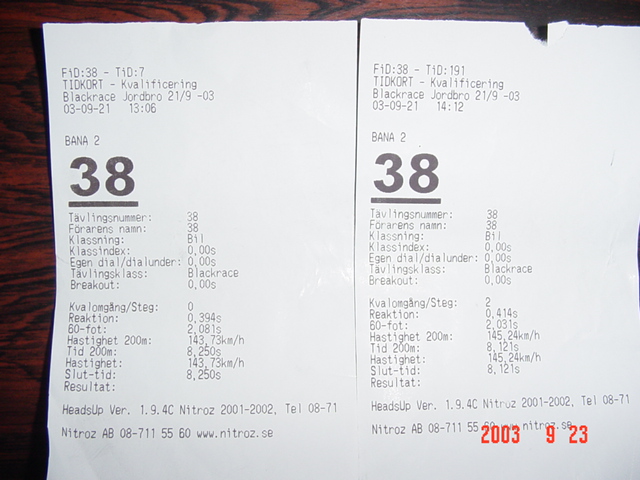 FiD:38 - TiD:7
TIDKORT - Kvalificering
Blackrace Jordbro 21/9 -03
03-09-21 13:06
BANA 2
38
Tävlingsnummer: 38
Förarens namn: 38
Klassning: Bil
Klassindex: 0,00s
Egen dial/dialunder: 0,00s
Tävlingsklass: Blackrace
Breakout: 0,00s
Kvalomgång/Steg: 0
Reaktion: 0,394s
60-fot: 2,081s
Hastighet 200m: 143,73km/h
Tid 200m: 8,250s
Hastighet: 143,73km/h
Slut-tid: 8,250s
Resultat:
HeadsUp Ver. 1.9.4C Nitroz 2001-2002, Tel 08-71
Nitroz AB 08-711 55 60 www.nitroz.se
FiD:38 - TiD:191
TIDKORT - Kvalificering
Blackrace Jordbro 21/9 -03
03-09-21 14:12
BANA 2
38
Tävlingsnummer: 38
Förarens namn: 38
Klassning: Bil
Klassindex: 0,00s
Egen dial/dialunder: 0,00s
Tävlingsklass: Blackrace
Breakout: 0,00s
Kvalomgång/Steg: 2
Reaktion: 0,414s
60-fot: 2,031s
Hastighet 200m: 145,24km/h
Tid 200m: 8,121s
Hastighet: 145,24km/h
Slut-tid: 8,121s
Resultat:
HeadsUp Ver. 1.9.4C Nitroz 2001-2002, Tel 08-71
Nitroz AB 08-711 55 60 www.nitroz.se
2003 9 23